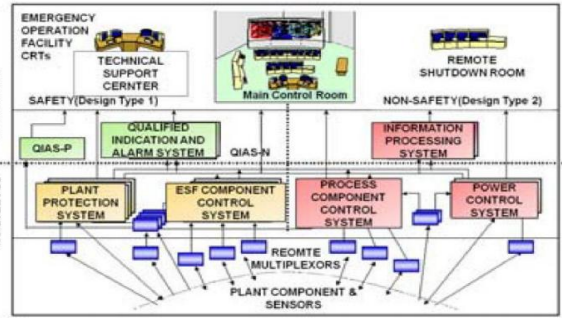 EMERGENCY
OPERATION
FACILITY
CRTs
TECHNICAL
SUPPORT
CERNTER
Main Control Room
REMOTE
SHUTDOWN ROOM
SAFETY(Design Type 1)
NON-SAFETY(Design Type 2)
QIAS-P
QUALIFIED
INDICATION AND
ALARM SYSTEM
QIAS-N
INFORMATION
PROCESSING
SYSTEM
PLANT
PROTECTION
SYSTEM
ESF COMPONENT
CONTROL
SYSTEM
PROCESS
COMPONENT
CONTROL
SYSTEM
POWER
CONTROL
SYSTEM
REOMTE
MULTIPLEXORS
PLANT COMPONENT &
SENSORS